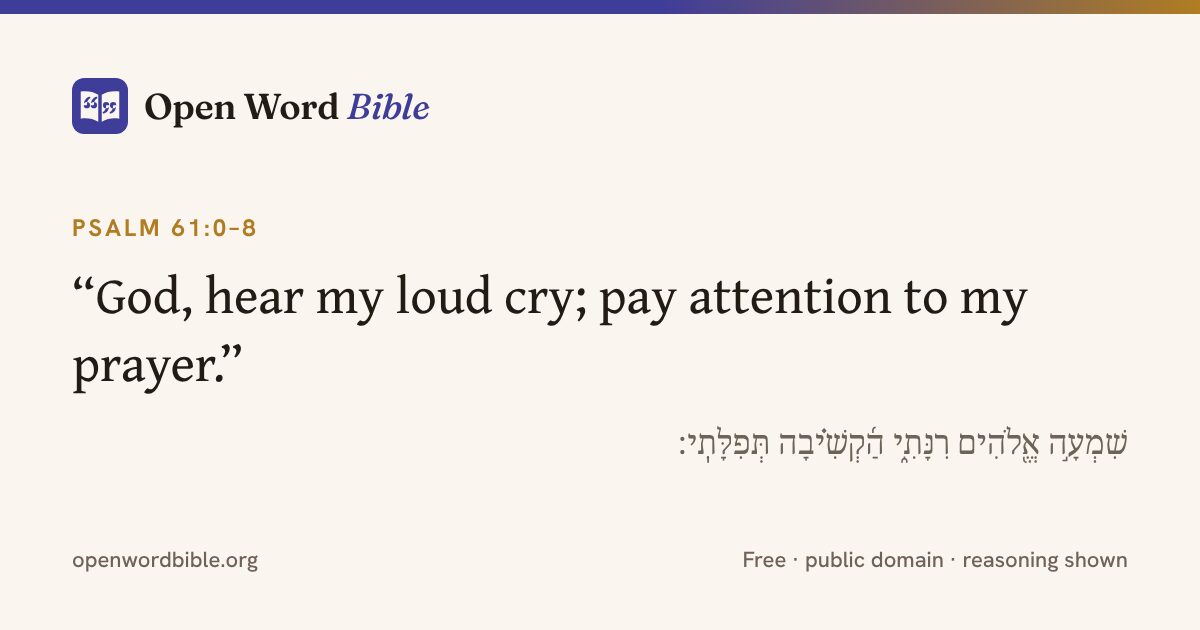 Open Word Bible
PSALM 61:0–8
“God, hear my loud cry; pay attention to my
prayer.”
שִׁמְעָ֣ה אֱ֭לֹהִים רִנָּתִ֑י הַ֝קְשִׁ֗יבָה תְּפִלָּתִֽי׃
openwordbible.org
Free · public domain · reasoning shown